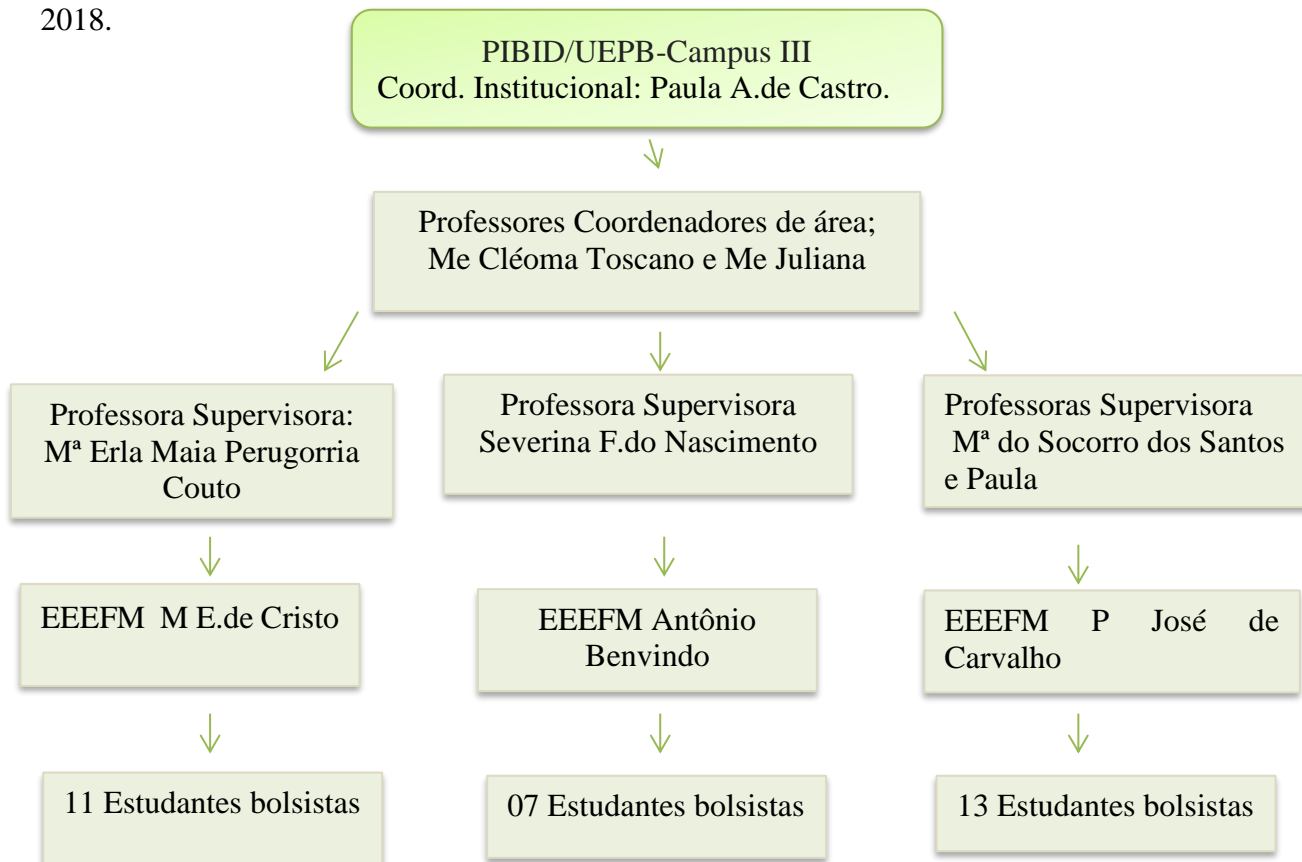 2018.
PIBID/UEPB-Campus III
Coord. Institucional: Paula A.de Castro.
Professores Coordenadores de área;
Me Cléoma Toscano e Me Juliana
Professora Supervisora:
Mª Erla Maia Perugorria
Couto
Professora Supervisora
Severina F.do Nascimento
Professoras Supervisora
Mª do Socorro dos Santos
e Paula
EEEFM M E.de Cristo
EEEFM Antônio
Benvindo
EEEFM P José de
Carvalho
11 Estudantes bolsistas
07 Estudantes bolsistas
13 Estudantes bolsistas